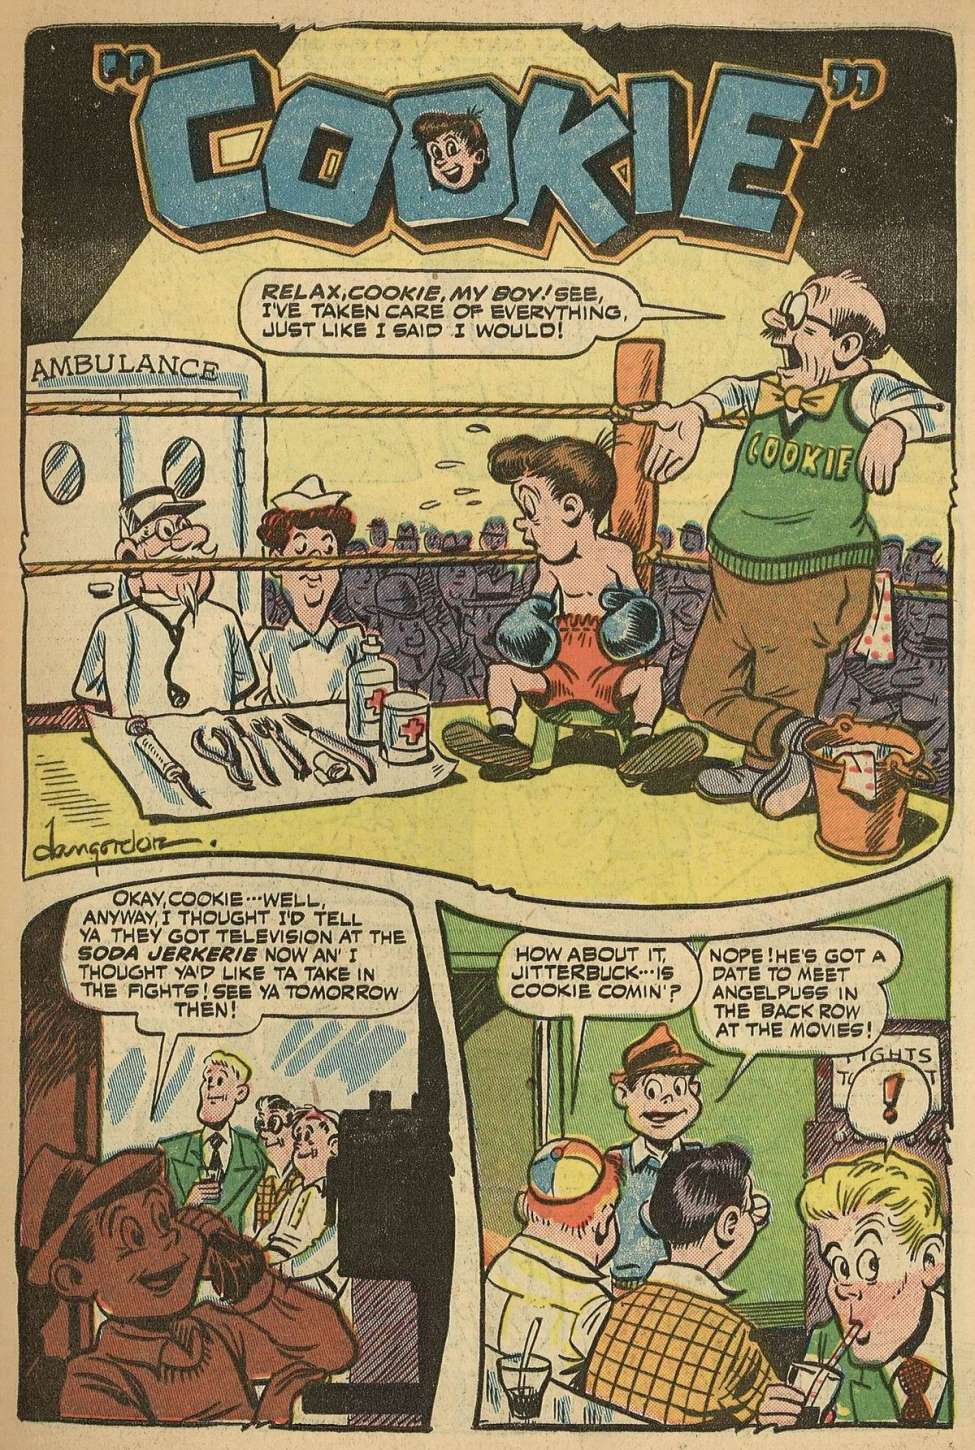 "COOKIE"
RELAX, COOKIE, MY BOY! SEE,
I'VE TAKEN CARE OF EVERYTHING,
JUST LIKE I SAID I WOULD!
AMBULANCE
COOKIE
dangordon.
OKAY, COOKIE---WELL,
ANYWAY, I THOUGHT I'D TELL
YA THEY GOT TELEVISION AT THE
SODA JERKERIE NOW AN' I
THOUGHT YA'D LIKE TA TAKE IN
THE FIGHTS! SEE YA TOMORROW
THEN!
HOW ABOUT IT,
JITTERBUCK---IS
COOKIE COMIN'?
NOPE! HE'S GOT A
DATE TO MEET
ANGELPUSS IN
THE BACK ROW
AT THE MOVIES!
FIGHTS
!